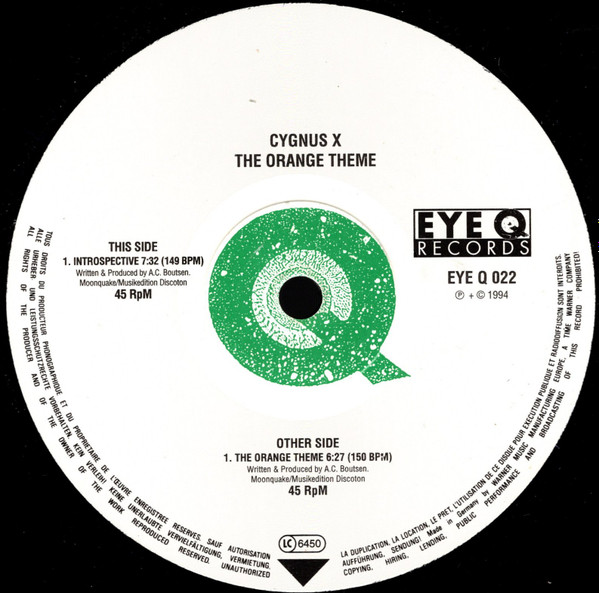 CYGNUS X
THE ORANGE THEME
EYE Q
RECORDS
EYE Q 022
℗ + © 1994
THIS SIDE
1. INTROSPECTIVE 7:32 (149 BPM)
Written & Produced by A.C. Boutsen.
Moonquake/Musikedition Discoton
45 RpM
OTHER SIDE
1. THE ORANGE THEME 6:27 (150 BPM)
Written & Produced by A.C. Boutsen.
Moonquake/Musikedition Discoton
45 RpM
LC 6450
TOUS DROITS DU PRODUCTEUR PHONOGRAPHIQUE ET DU PROPRIETAIRE DE L'ŒUVRE ENREGISTREE RESERVES. SAUF AUTORISATION
ALLE URHEBER UND LEISTUNGSSCHUTZRECHTE VORBEHALTEN. KEIN VERLEIH! KEINE UNERLAUBTE VERVIELFÄLTIGUNG, VERMIETUNG,
ALL RIGHTS OF THE PRODUCER AND OF THE OWNER OF THE WORK REPRODUCED RESERVED. UNAUTHORIZED
LA DUPLICATION, LA LOCATION, LE PRET, L'UTILISATION DE CE DISQUE POUR EXECUTION PUBLIQUE ET RADIODIFFUSION SONT INTERDITS.
AUFFÜHRUNG, SENDUNG! Made in Germany by WARNER MUSIC MANUFACTURING EUROPE. A TIME WARNER COMPANY
COPYING, HIRING, LENDING, PUBLIC PERFORMANCE AND BROADCASTING OF THIS RECORD PROHIBITED!